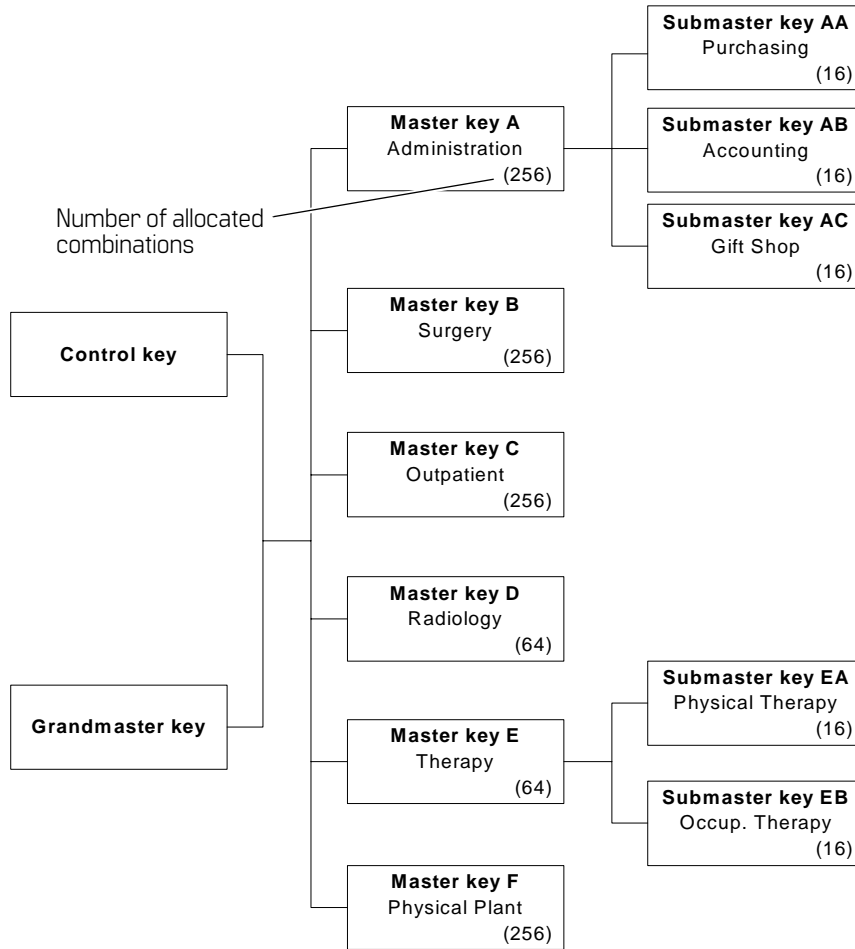 Submaster key AA
Purchasing
(16)
Master key A
Administration
(256)
Submaster key AB
Accounting
(16)
Number of allocated
combinations
Submaster key AC
Gift Shop
(16)
Master key B
Surgery
(256)
Control key
Master key C
Outpatient
(256)
Master key D
Radiology
(64)
Grandmaster key
Submaster key EA
Physical Therapy
(16)
Master key E
Therapy
(64)
Submaster key EB
Occup. Therapy
(16)
Master key F
Physical Plant
(256)